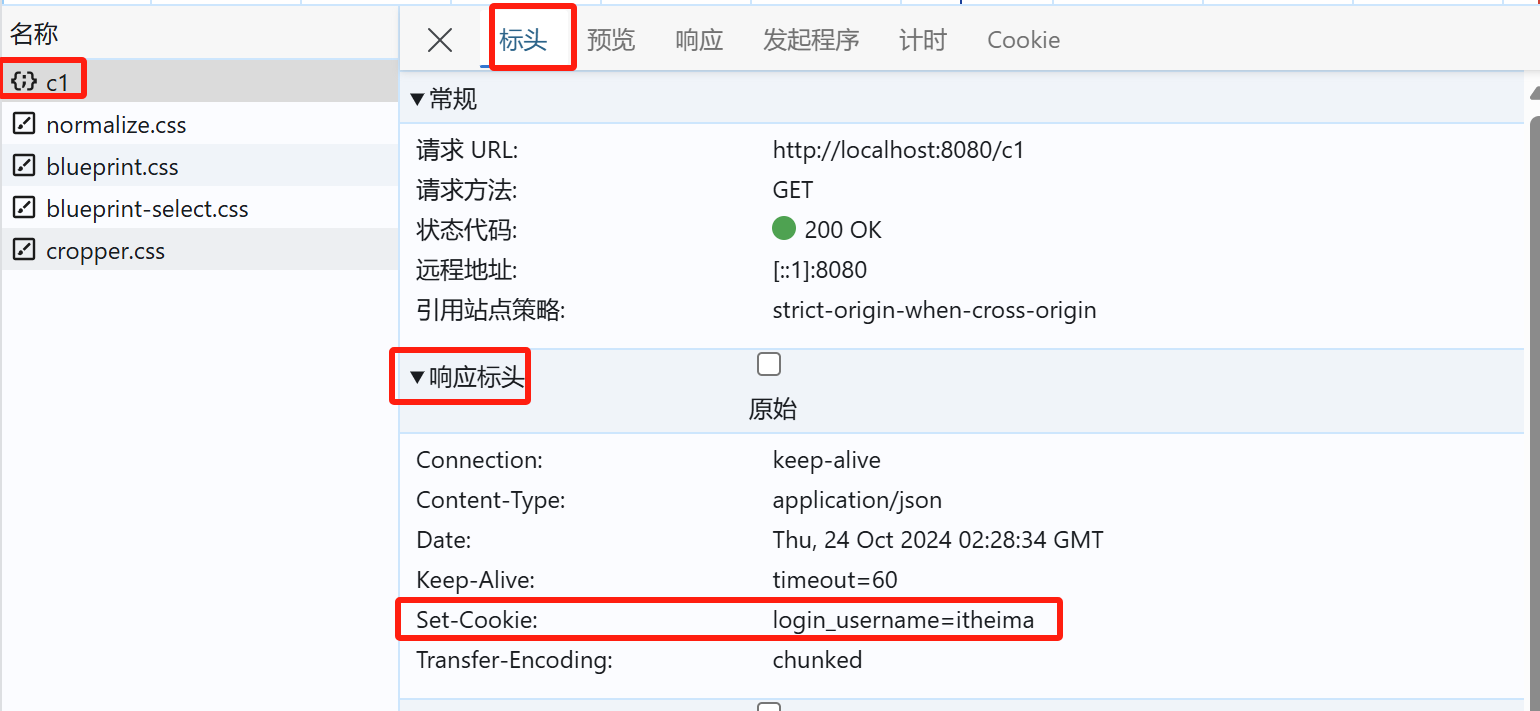 名称
c1
normalize.css
blueprint.css
blueprint-select.css
cropper.css
标头 预览 响应 发起程序 计时 Cookie
常规
请求 URL: http://localhost:8080/c1
请求方法: GET
状态代码: 200 OK
远程地址: [::1]:8080
引用站点策略: strict-origin-when-cross-origin
响应标头
原始
Connection: keep-alive
Content-Type: application/json
Date: Thu, 24 Oct 2024 02:28:34 GMT
Keep-Alive: timeout=60
Set-Cookie: login_username=itheima
Transfer-Encoding: chunked